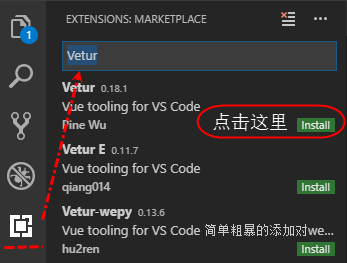 EXTENSIONS: MARKETPLACE
1
Vetur
Vetur 0.18.1
Vue tooling for VS Code
Pine Wu
点击这里 Install
Vetur E 0.11.7
Vue tooling for VS Code
qiang014 Install
Vetur-wepy 0.13.6
Vue tooling for VS Code 简单粗暴的添加对we...
hu2ren Install